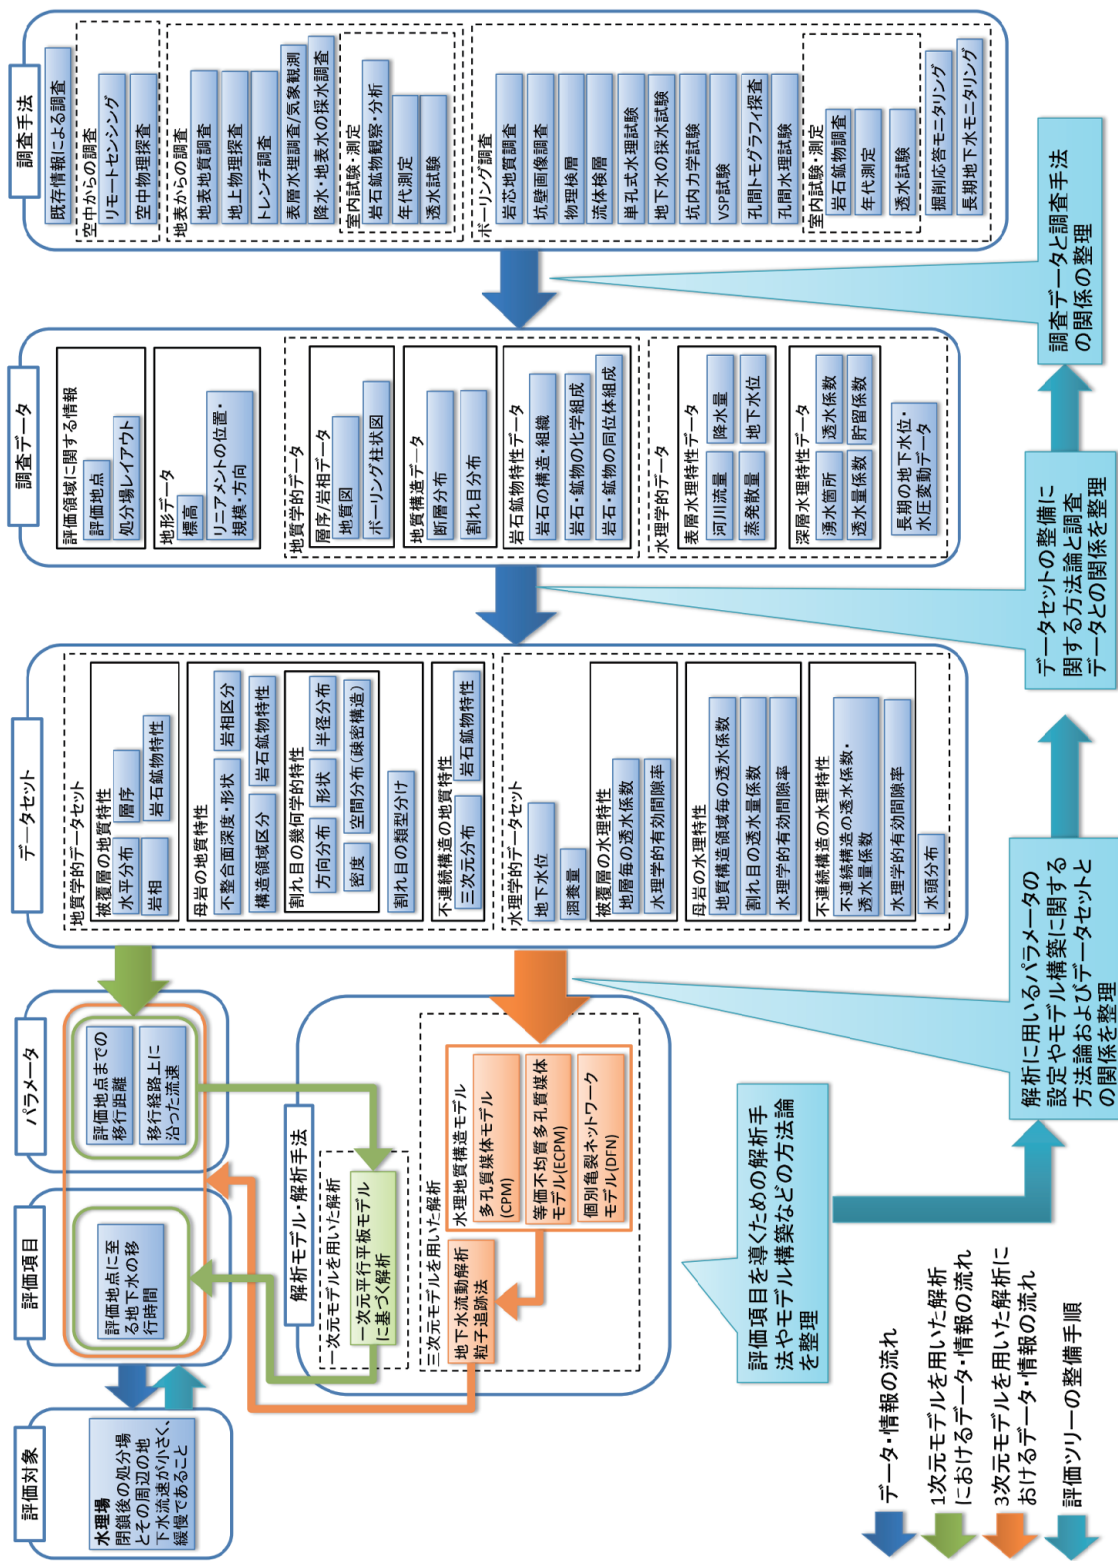 評価対象
水理場
閉鎖後の処分場
とその周辺の地
下水流速が小さく、
緩慢であること
評価項目
評価地点に至
る地下水の移
行時間
パラメータ
評価地点までの
移行距離
移行経路上に
沿った流速
解析モデル・解析手法
一次元モデルを用いた解析
一次元平行平板モデル
に基づく解析
三次元モデルを用いた解析
地下水流動解析
粒子追跡法
水理地質構造モデル
多孔質媒体モデル
(CPM)
等価不均質多孔質媒体
モデル(ECPM)
個別亀裂ネットワーク
モデル(DFN)
データセット
地質学的データセット
被覆層の地質特性
水平分布
層序
岩相
岩石鉱物特性
母岩の地質特性
不整合面深度・形状
岩相区分
構造領域区分
岩石鉱物特性
割れ目の幾何学的特性
方向分布
形状
半径分布
密度
空間分布(疎密構造)
割れ目の類型分け
不連続構造の地質特性
三次元分布
岩石鉱物特性
水理学的データセット
地下水位
涵養量
被覆層の水理特性
地層毎の透水係数
水理学的有効間隙率
母岩の水理特性
地質構造領域毎の透水係数
割れ目の透水量係数
水理学的有効間隙率
不連続構造の水理特性
不連続構造の透水係数・
透水量係数
水理学的有効間隙率
水頭分布
調査データ
評価領域に関する情報
評価地点
処分場レイアウト
地形データ
標高
リニアメントの位置・
規模・方向
地質学的データ
層序/岩相データ
地質図
ボーリング柱状図
地質構造データ
断層分布
割れ目分布
岩石鉱物特性データ
岩石の構造・組織
岩石・鉱物の化学組成
岩石・鉱物の同位体組成
水理学的データ
表層水理特性データ
河川流量
降水量
蒸発散量
地下水位
深層水理特性データ
湧水箇所
透水係数
透水量係数
貯留係数
長期の地下水位・
水圧変動データ
調査手法
既存情報による調査
空中からの調査
リモートセンシング
空中物理探査
地表からの調査
地表地質調査
地上物理探査
トレンチ調査
表層水理調査/気象観測
降水・地表水の採水調査
室内試験・測定
岩石鉱物観察・分析
年代測定
透水試験
ボーリング調査
岩芯地質調査
坑壁画像調査
物理検層
流体検層
単孔式水理試験
地下水の採水試験
坑内力学試験
VSP試験
孔間トモグラフィ探査
孔間水理試験
室内試験・測定
岩石鉱物調査
年代測定
透水試験
掘削応答モニタリング
長期地下水モニタリング
評価項目を導くための解析手
法やモデル構築などの方法論
を整理
解析に用いるパラメータの
設定やモデル構築に関する
方法論およびデータセットと
の関係を整理
データセットの整備に
関する方法論と調査
データとの関係を整理
調査データと調査手法
の関係の整理
データ・情報の流れ
1次元モデルを用いた解析
におけるデータ・情報の流れ
3次元モデルを用いた解析に
おけるデータ・情報の流れ
評価ツリーの整備手順